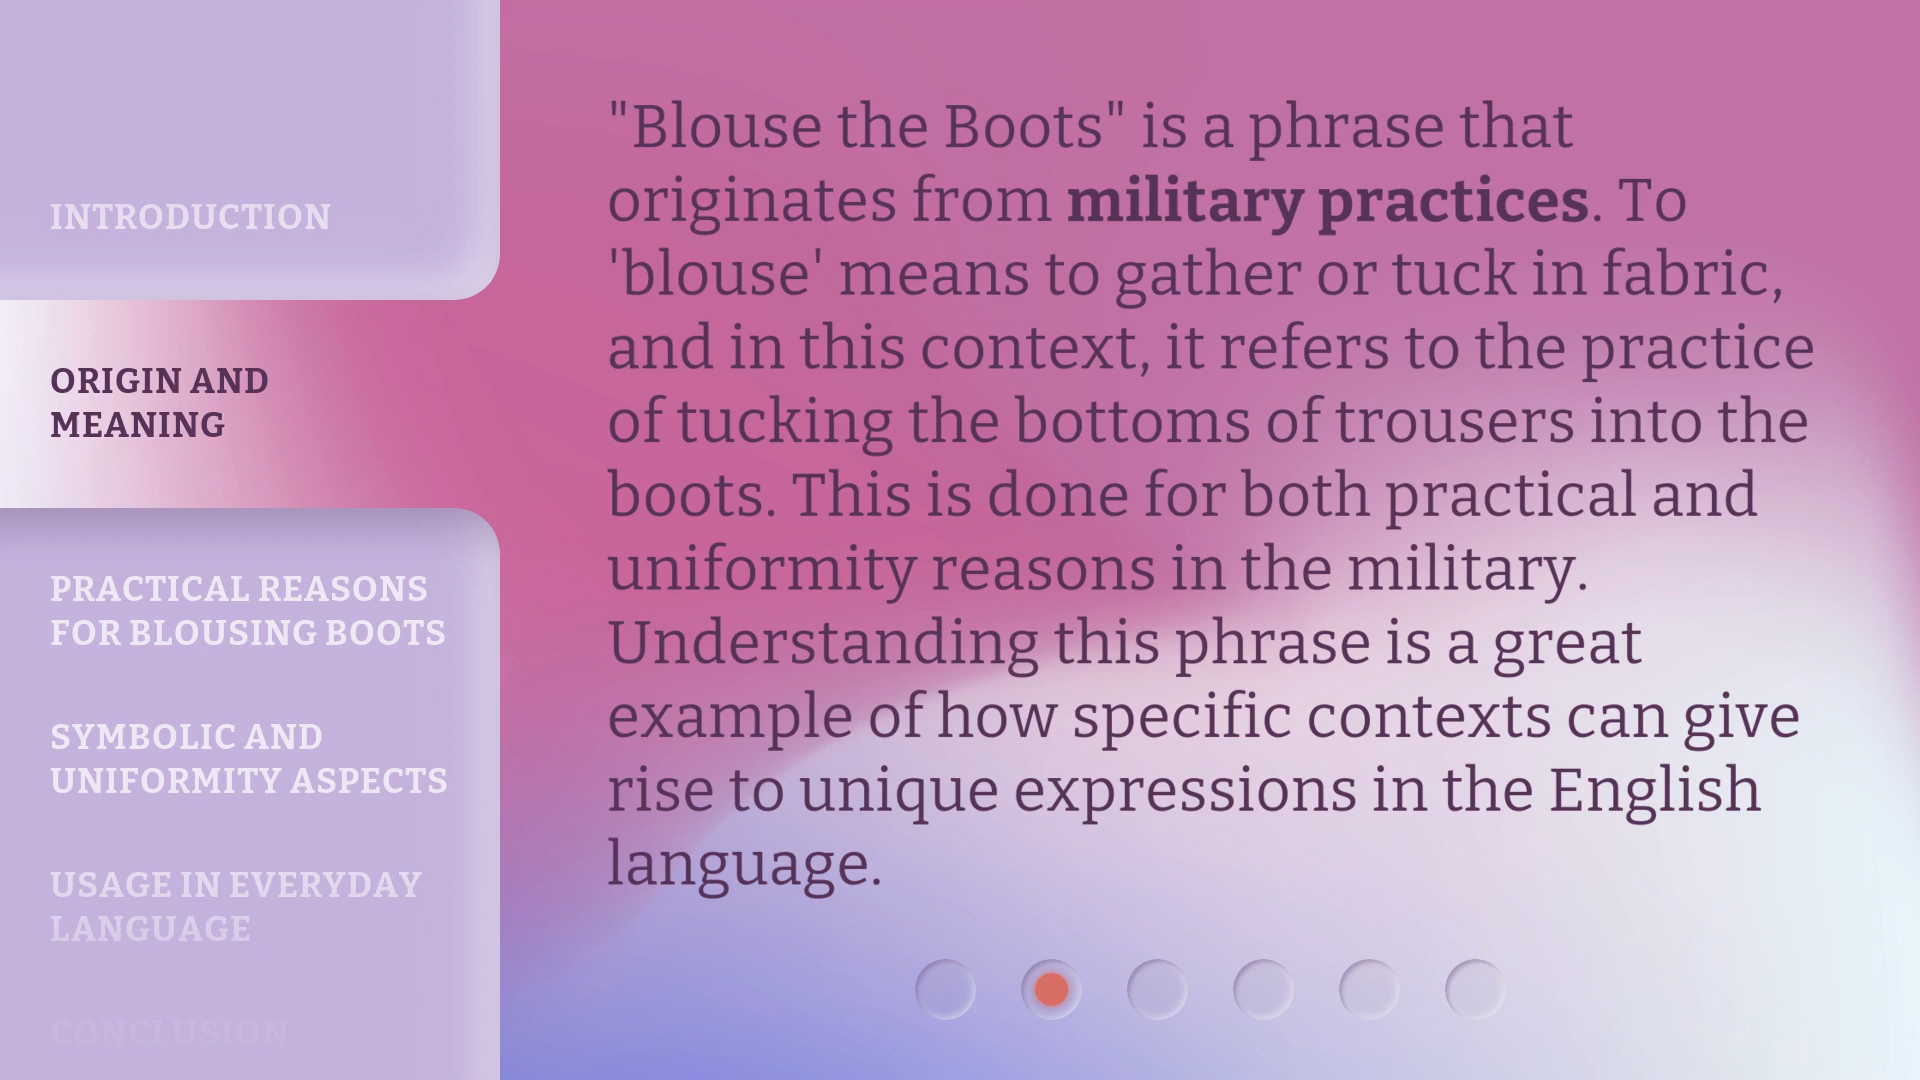 INTRODUCTION
ORIGIN AND
MEANING
PRACTICAL REASONS
FOR BLOUSING BOOTS
SYMBOLIC AND
UNIFORMITY ASPECTS
USAGE IN EVERYDAY
LANGUAGE
CONCLUSION
"Blouse the Boots" is a phrase that
originates from military practices. To
'blouse' means to gather or tuck in fabric,
and in this context, it refers to the practice
of tucking the bottoms of trousers into the
boots. This is done for both practical and
uniformity reasons in the military.
Understanding this phrase is a great
example of how specific contexts can give
rise to unique expressions in the English
language.